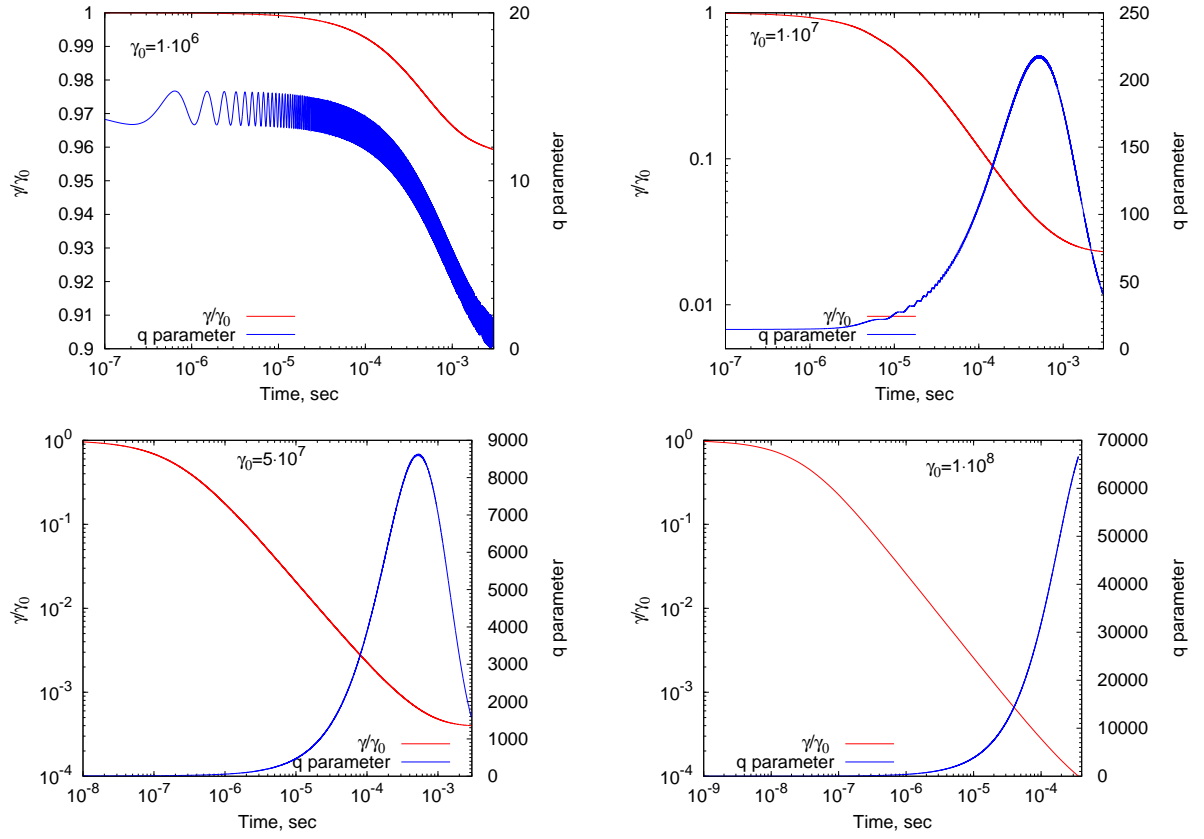 γ₀=1·10⁶
1
0.99
0.98
0.97
0.96
0.95
0.94
0.93
0.92
0.91
0.9
γ/γ₀
20
10
0
q parameter
γ/γ₀
q parameter
10⁻⁷ 10⁻⁶ 10⁻⁵ 10⁻⁴ 10⁻³
Time, sec
γ₀=1·10⁷
1
0.1
0.01
γ/γ₀
250
200
150
100
50
0
q parameter
γ/γ₀
q parameter
10⁻⁷ 10⁻⁶ 10⁻⁵ 10⁻⁴ 10⁻³
Time, sec
γ₀=5·10⁷
10⁰
10⁻¹
10⁻²
10⁻³
10⁻⁴
γ/γ₀
9000
8000
7000
6000
5000
4000
3000
2000
1000
0
q parameter
γ/γ₀
q parameter
10⁻⁸ 10⁻⁷ 10⁻⁶ 10⁻⁵ 10⁻⁴ 10⁻³
Time, sec
γ₀=1·10⁸
10⁰
10⁻¹
10⁻²
10⁻³
10⁻⁴
γ/γ₀
70000
60000
50000
40000
30000
20000
10000
0
q parameter
γ/γ₀
q parameter
10⁻⁹ 10⁻⁸ 10⁻⁷ 10⁻⁶ 10⁻⁵ 10⁻⁴
Time, sec